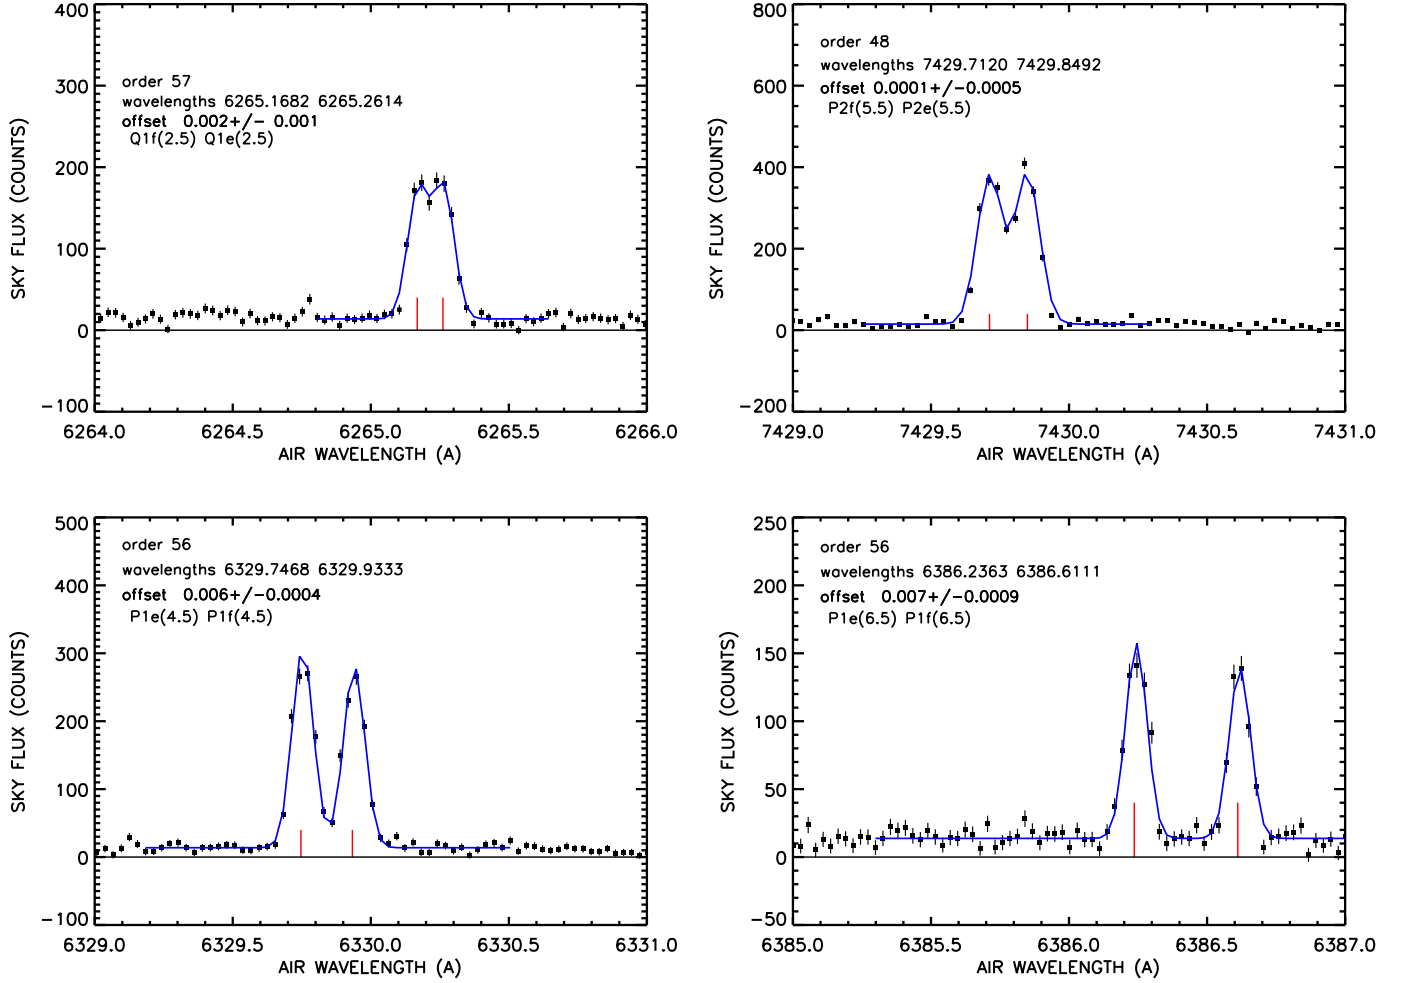 400
300
200
100
0
−100
SKY FLUX (COUNTS)
order 57
wavelengths 6265.1682 6265.2614
offset 0.002+/− 0.001
Q1f(2.5) Q1e(2.5)
6264.0 6264.5 6265.0 6265.5 6266.0
AIR WAVELENGTH (A)
800
600
400
200
0
−200
SKY FLUX (COUNTS)
order 48
wavelengths 7429.7120 7429.8492
offset 0.0001+/−0.0005
P2f(5.5) P2e(5.5)
7429.0 7429.5 7430.0 7430.5 7431.0
AIR WAVELENGTH (A)
500
400
300
200
100
0
−100
SKY FLUX (COUNTS)
order 56
wavelengths 6329.7468 6329.9333
offset 0.006+/−0.0004
P1e(4.5) P1f(4.5)
6329.0 6329.5 6330.0 6330.5 6331.0
AIR WAVELENGTH (A)
250
200
150
100
50
0
−50
SKY FLUX (COUNTS)
order 56
wavelengths 6386.2363 6386.6111
offset 0.007+/−0.0009
P1e(6.5) P1f(6.5)
6385.0 6385.5 6386.0 6386.5 6387.0
AIR WAVELENGTH (A)